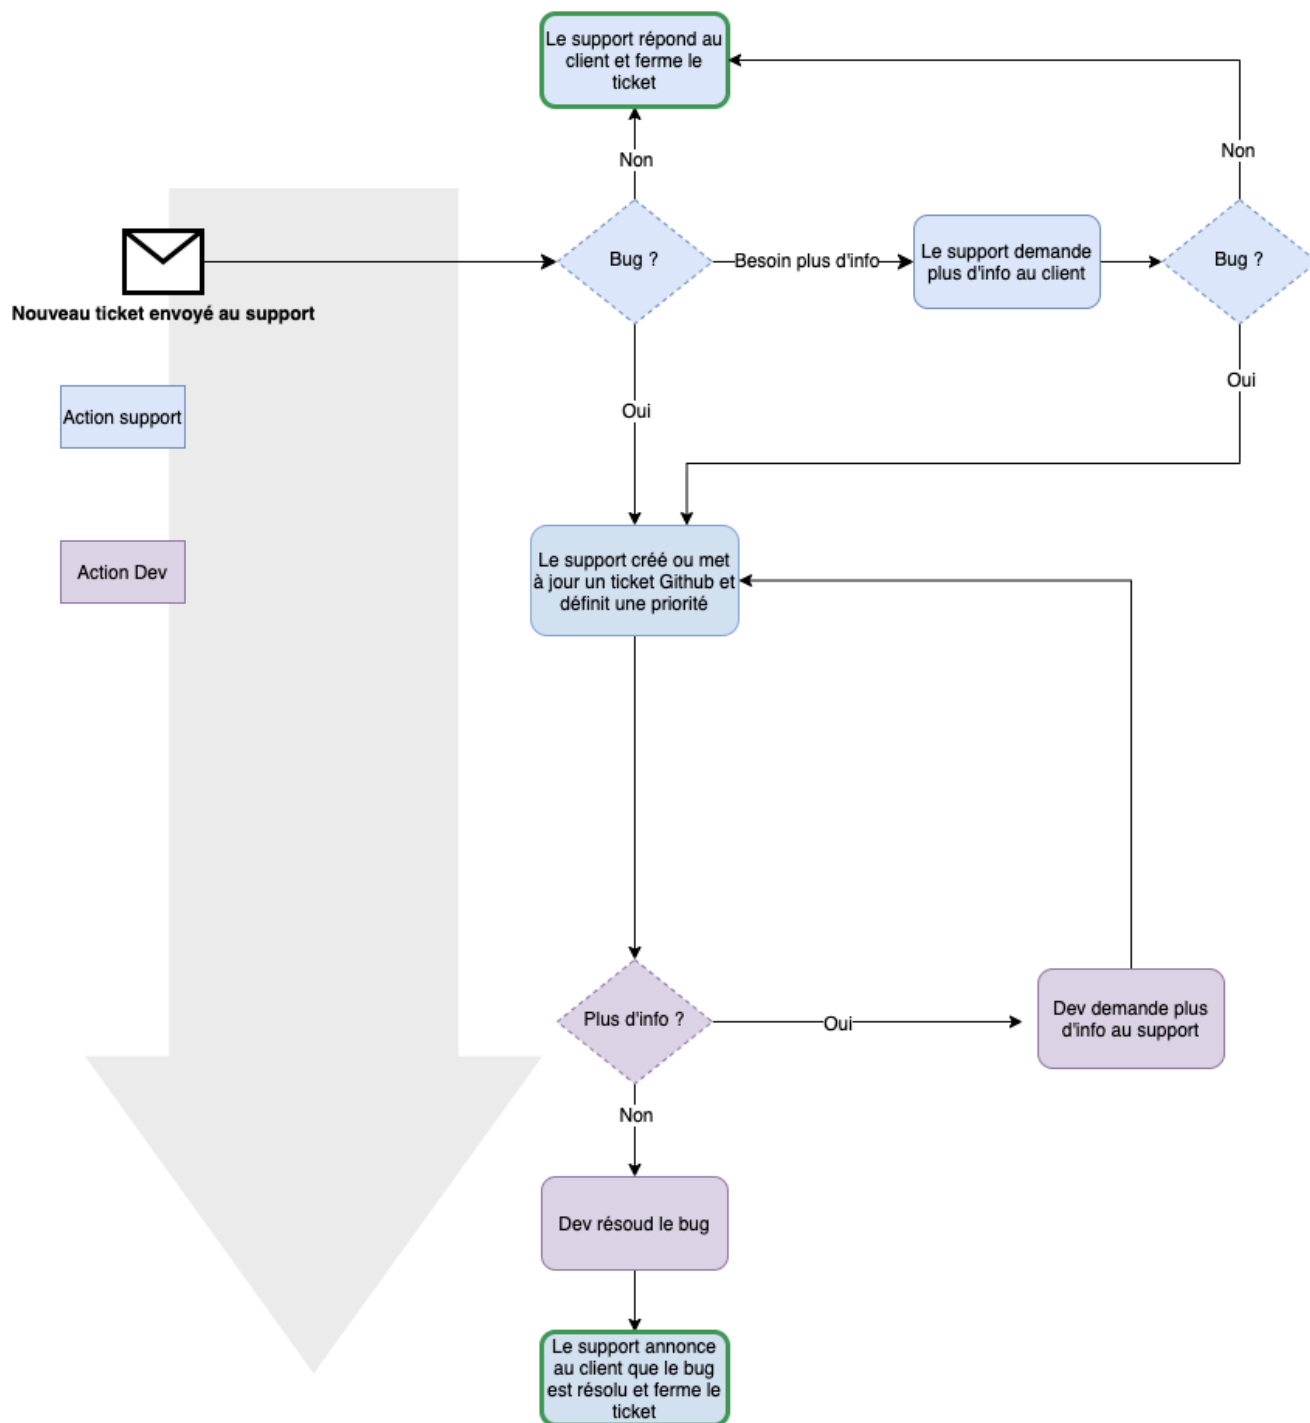 Le support répond au
client et ferme le
ticket
Non
Non
Bug ?
Besoin plus d'info
Le support demande
plus d'info au client
Bug ?
Nouveau ticket envoyé au support
Oui
Action support
Oui
Le support créé ou met
à jour un ticket Github et
définit une priorité
Action Dev
Plus d'info ?
Oui
Dev demande plus
d'info au support
Non
Dev résoud le bug
Le support annonce
au client que le bug
est résolu et ferme le
ticket